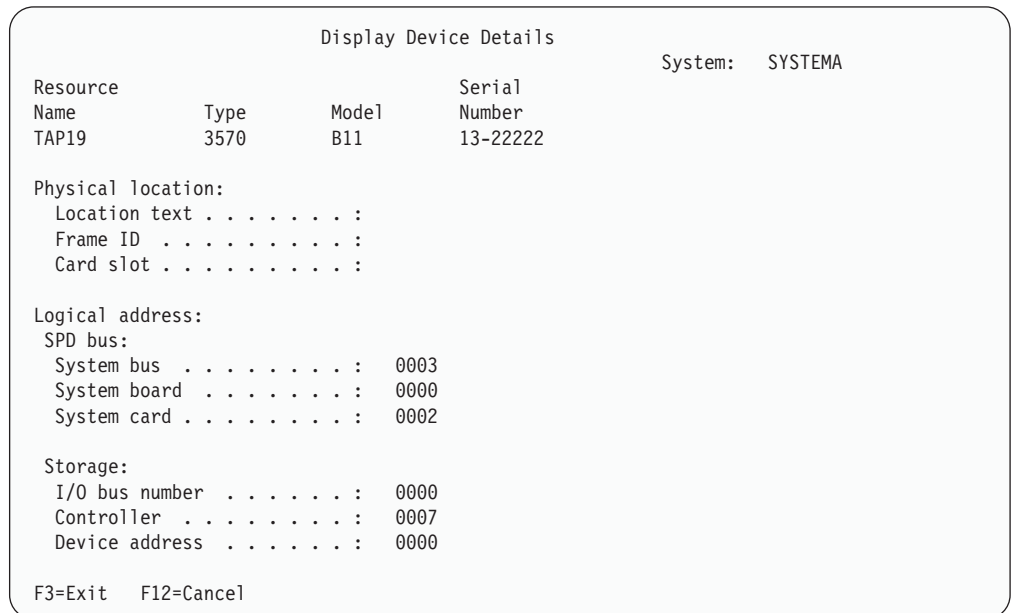 Display Device Details
System: SYSTEMA
Resource Serial
Name Type Model Number
TAP19 3570 B11 13-22222
Physical location:
Location text . . . . . . . :
Frame ID . . . . . . . . . :
Card slot . . . . . . . . . :
Logical address:
SPD bus:
System bus . . . . . . . . : 0003
System board . . . . . . . : 0000
System card . . . . . . . . : 0002
Storage:
I/O bus number . . . . . . : 0000
Controller . . . . . . . . : 0007
Device address . . . . . . : 0000
F3=Exit F12=Cancel